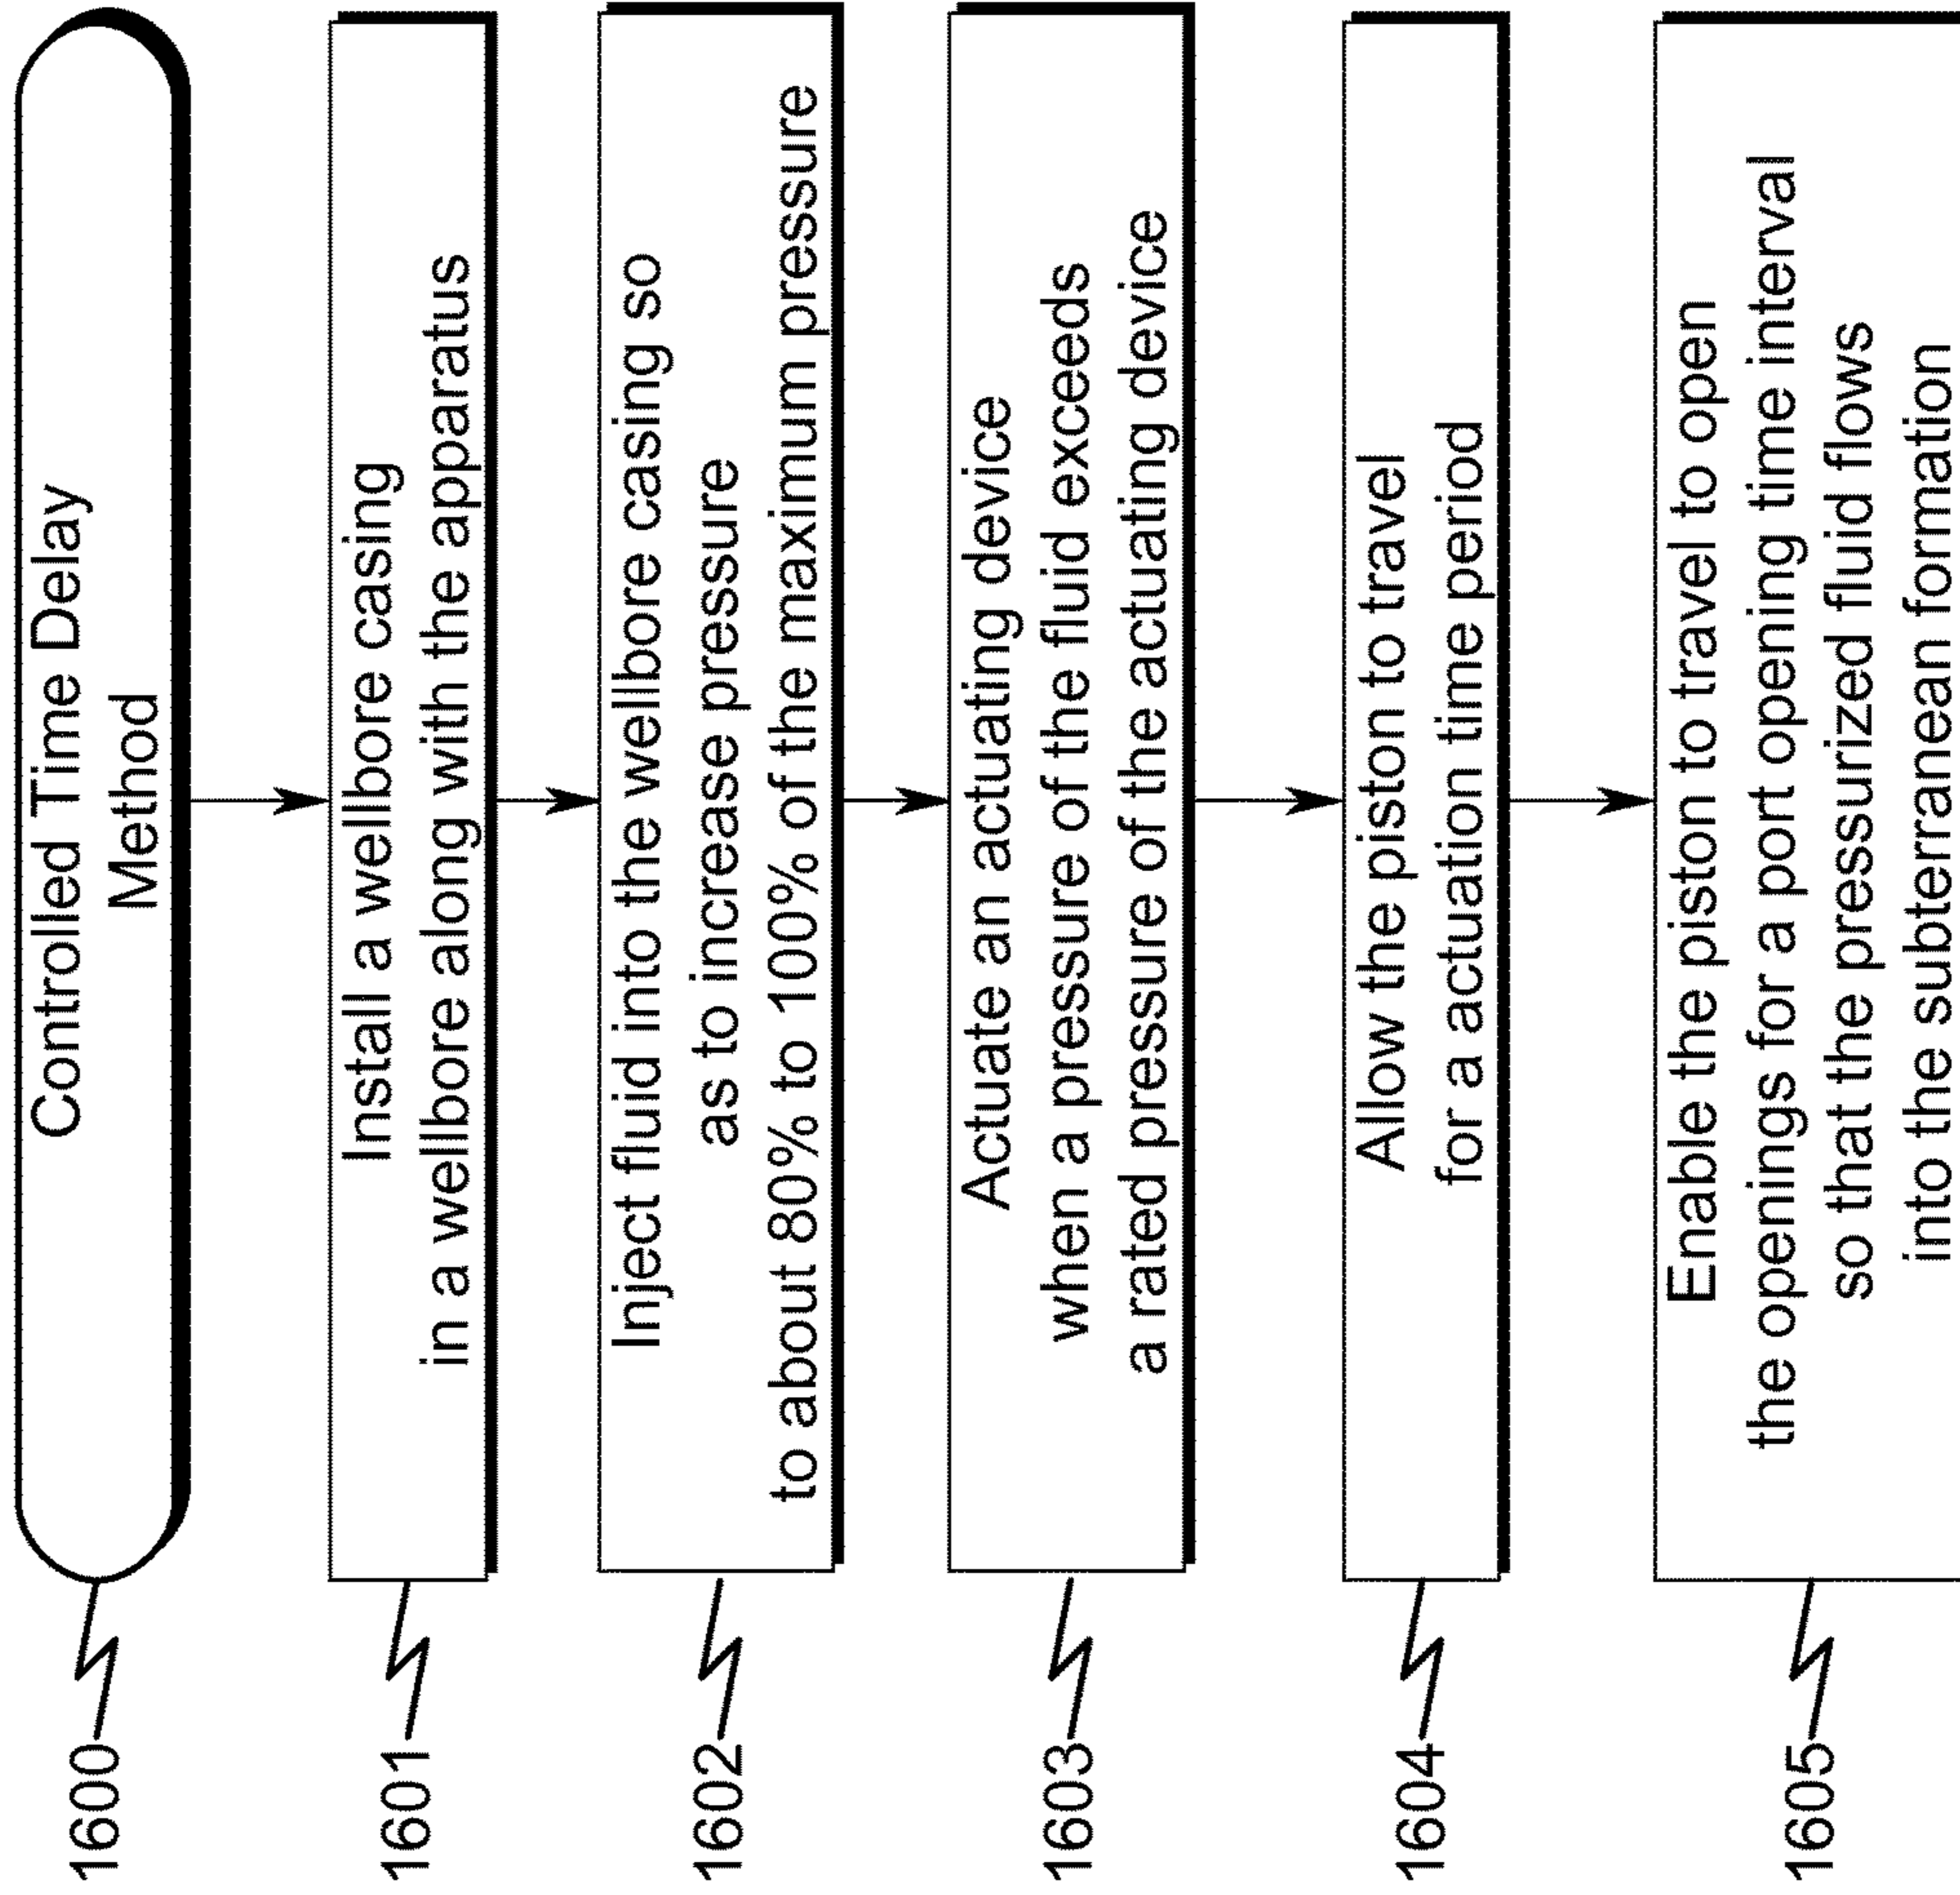 1600
Controlled Time Delay
Method
1601
Install a wellbore casing
in a wellbore along with the apparatus
1602
Inject fluid into the wellbore casing so
as to increase pressure
to about 80% to 100% of the maximum pressure
1603
Actuate an actuating device
when a pressure of the fluid exceeds
a rated pressure of the actuating device
1604
Allow the piston to travel
for a actuation time period
1605
Enable the piston to travel to open
the openings for a port opening time interval
so that the pressurized fluid flows
into the subterranean formation